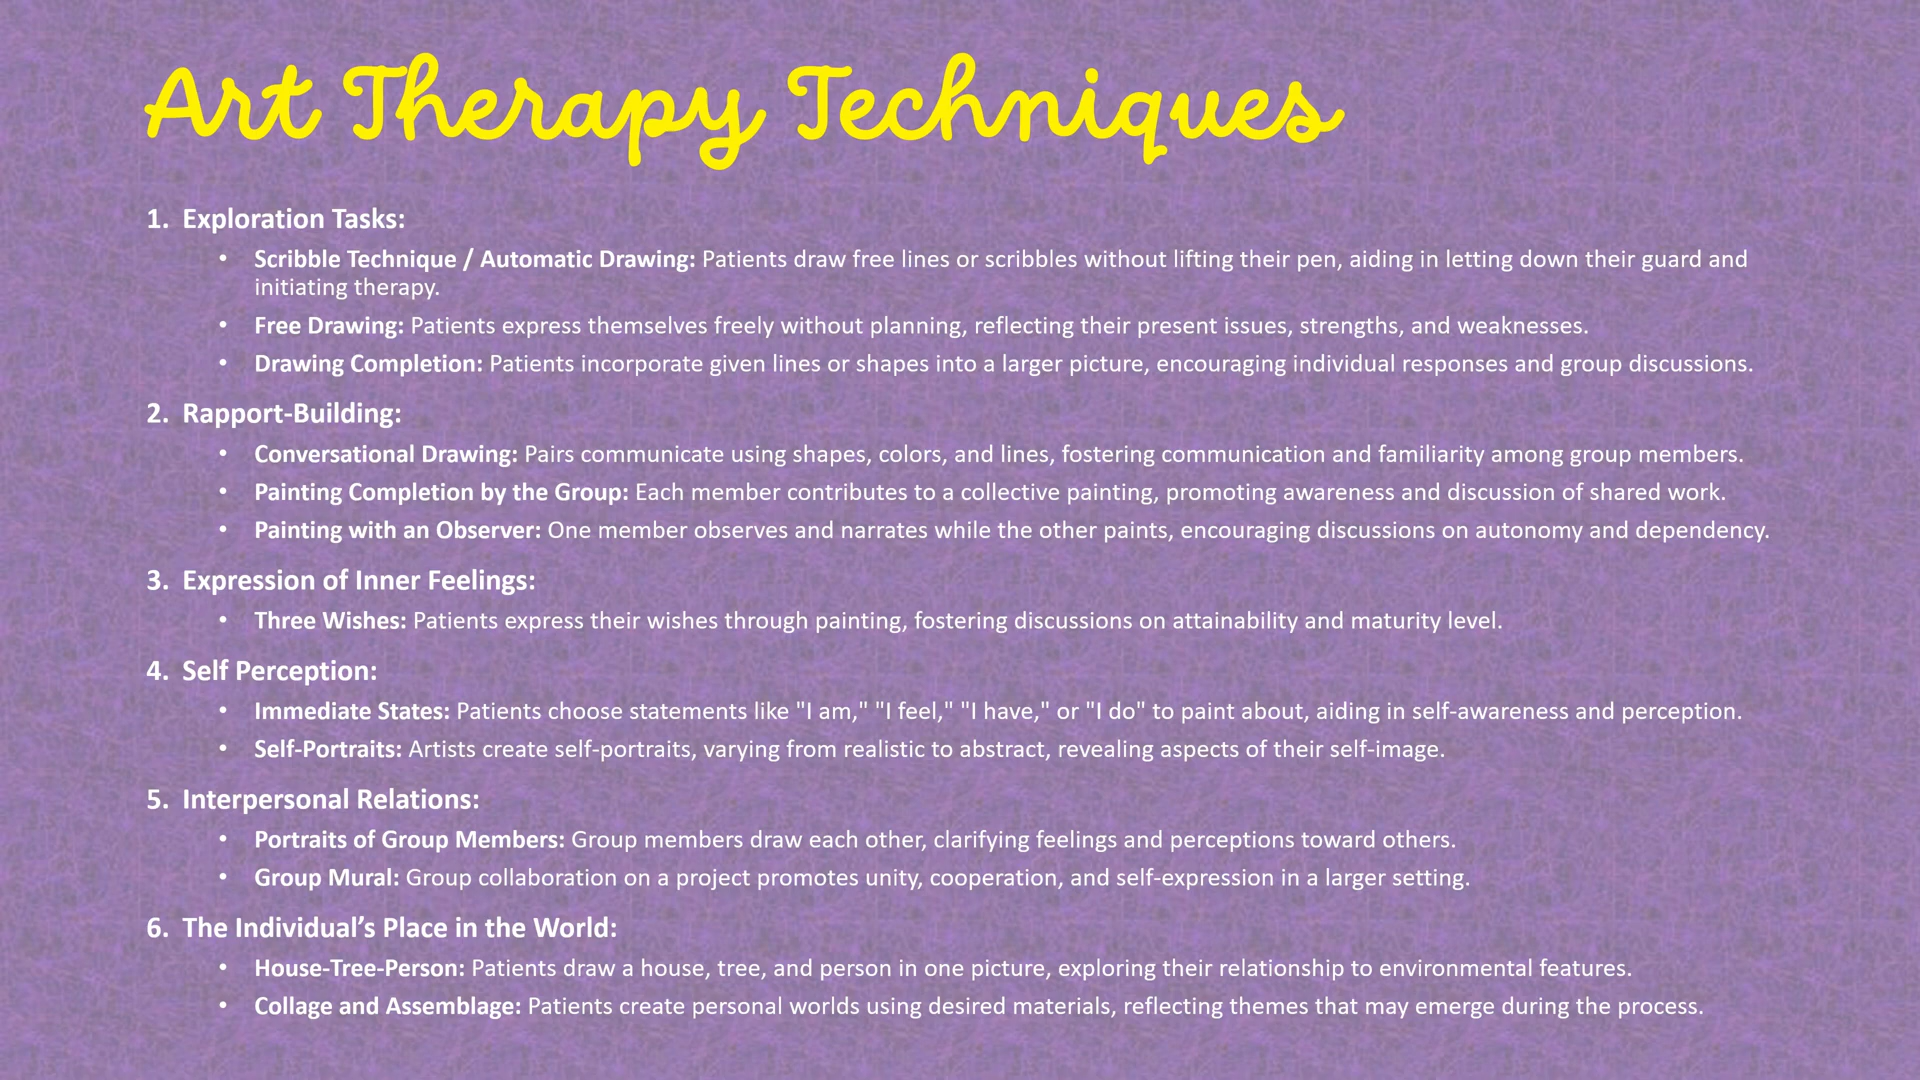 Art Therapy Techniques
1. Exploration Tasks:
• Scribble Technique / Automatic Drawing: Patients draw free lines or scribbles without lifting their pen, aiding in letting down their guard and
initiating therapy.
• Free Drawing: Patients express themselves freely without planning, reflecting their present issues, strengths, and weaknesses.
• Drawing Completion: Patients incorporate given lines or shapes into a larger picture, encouraging individual responses and group discussions.
2. Rapport-Building:
• Conversational Drawing: Pairs communicate using shapes, colors, and lines, fostering communication and familiarity among group members.
• Painting Completion by the Group: Each member contributes to a collective painting, promoting awareness and discussion of shared work.
• Painting with an Observer: One member observes and narrates while the other paints, encouraging discussions on autonomy and dependency.
3. Expression of Inner Feelings:
• Three Wishes: Patients express their wishes through painting, fostering discussions on attainability and maturity level.
4. Self Perception:
• Immediate States: Patients choose statements like "I am," "I feel," "I have," or "I do" to paint about, aiding in self-awareness and perception.
• Self-Portraits: Artists create self-portraits, varying from realistic to abstract, revealing aspects of their self-image.
5. Interpersonal Relations:
• Portraits of Group Members: Group members draw each other, clarifying feelings and perceptions toward others.
• Group Mural: Group collaboration on a project promotes unity, cooperation, and self-expression in a larger setting.
6. The Individual’s Place in the World:
• House-Tree-Person: Patients draw a house, tree, and person in one picture, exploring their relationship to environmental features.
• Collage and Assemblage: Patients create personal worlds using desired materials, reflecting themes that may emerge during the process.